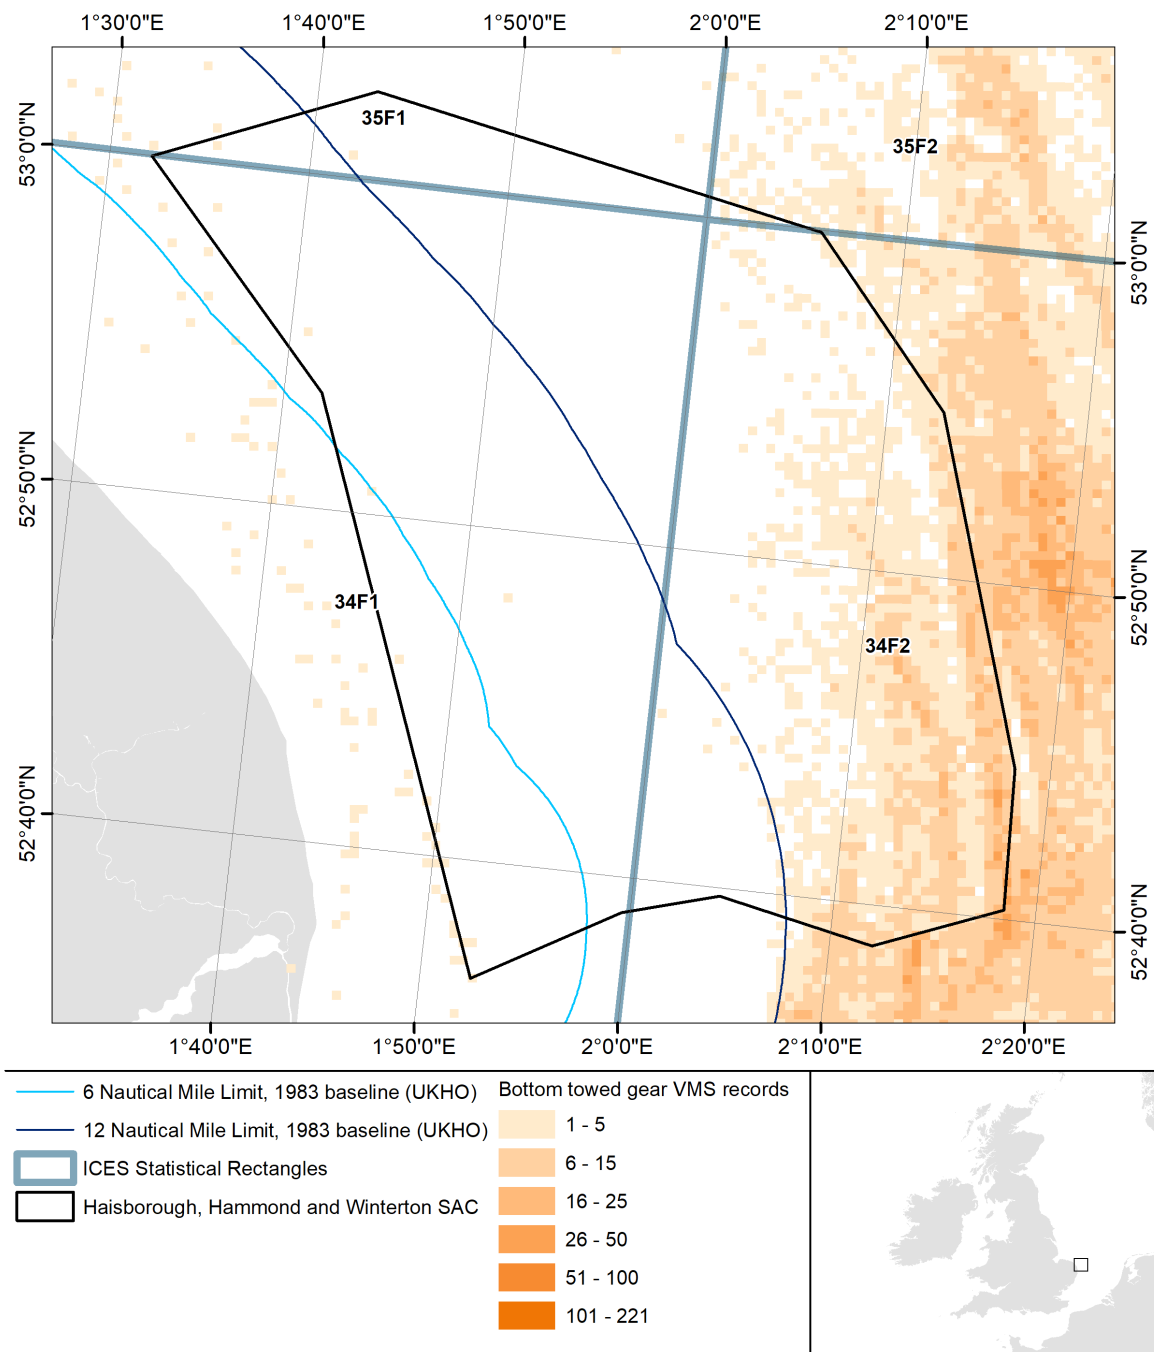 1°30'0"E 1°40'0"E 1°50'0"E 2°0'0"E 2°10'0"E
35F1
35F2
53°0'0"N
53°0'0"N
52°50'0"N
52°50'0"N
34F1
34F2
52°40'0"N
52°40'0"N
1°40'0"E 1°50'0"E 2°0'0"E 2°10'0"E 2°20'0"E
6 Nautical Mile Limit, 1983 baseline (UKHO)
12 Nautical Mile Limit, 1983 baseline (UKHO)
ICES Statistical Rectangles
Haisborough, Hammond and Winterton SAC
Bottom towed gear VMS records
1 - 5
6 - 15
16 - 25
26 - 50
51 - 100
101 - 221